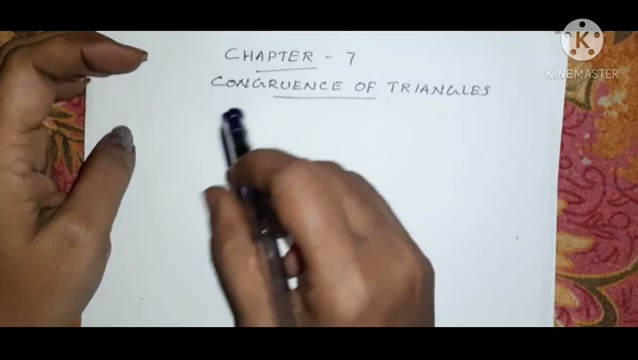 CHAPTER - 7
CONGRUENCE OF TRIANGLES
K
KINEMASTER